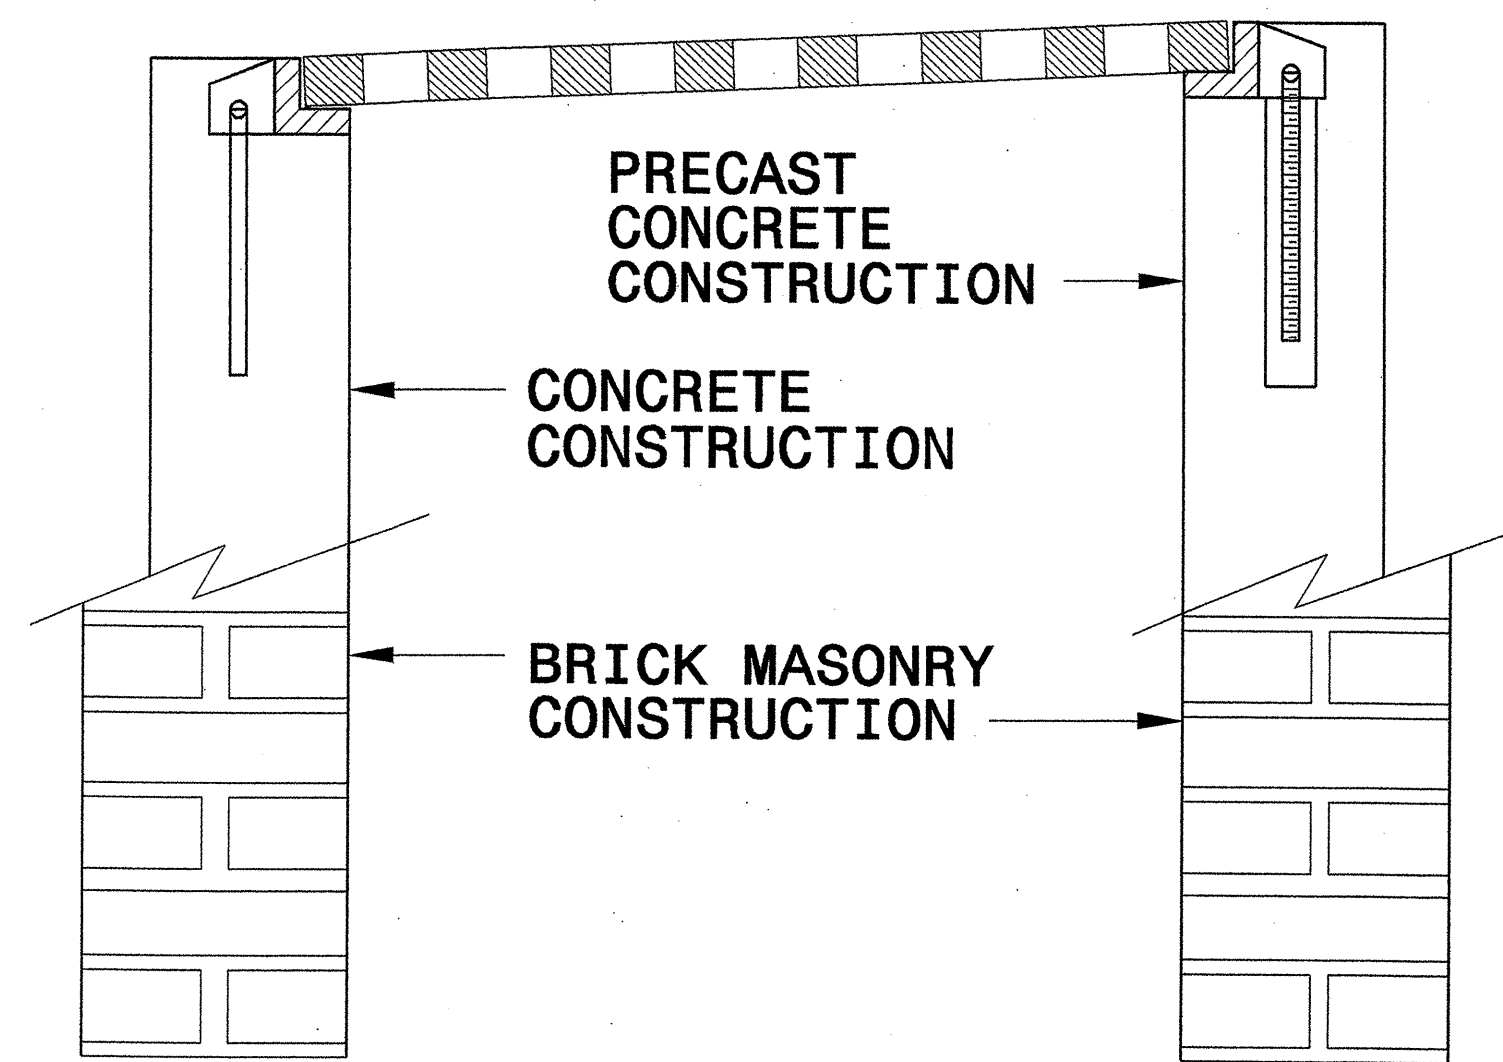 PRECAST
CONCRETE
CONSTRUCTION
CONCRETE
CONSTRUCTION
BRICK MASONRY
CONSTRUCTION